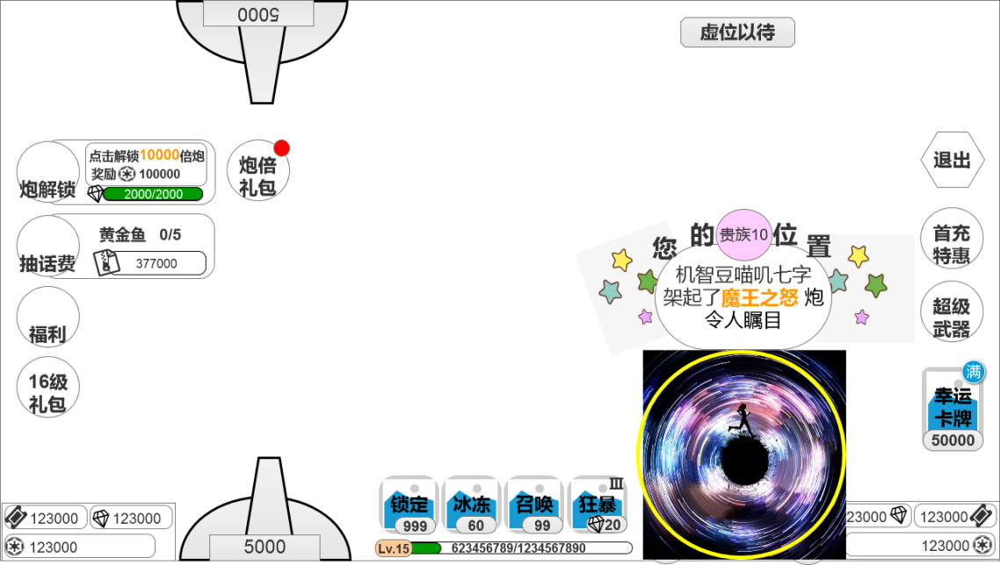 5000
虚位以待
炮解锁
点击解锁10000倍炮
奖励 100000
2000/2000
炮倍
礼包
退出
抽话费
黄金鱼 0/5
377000
您的 贵族10 位置
机智豆喵叽七字
架起了魔王之怒 炮
令人瞩目
首充
特惠
福利
超级
武器
16级
礼包
满
幸运
卡牌
50000
锁定
999
冰冻
60
召唤
99
III
狂暴
720
Lv.15 623456789/1234567890
123000
123000
123000
5000
23000
123000
123000